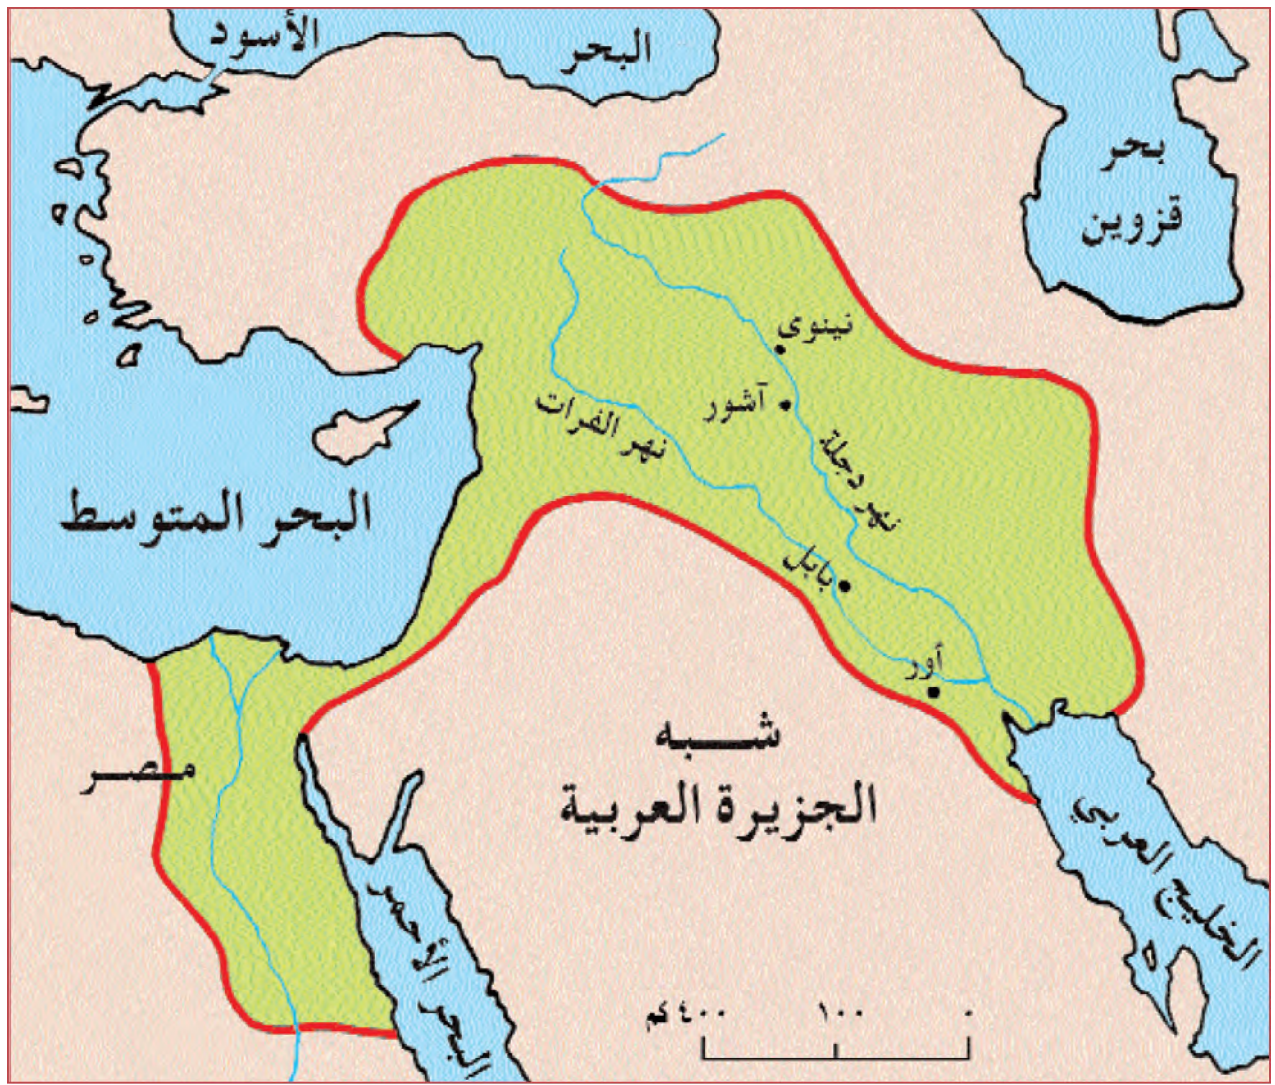 البحر
الأسود
بحر
قزوين
نينوى
آشور
نهر الفرات
نهر دجلة
البحر المتوسط
بابل
أور
شبه
الجزيرة العربية
مصر
الخليج العربي
البحر الأحمر
٠ ١٠٠ ٤٠٠ كم